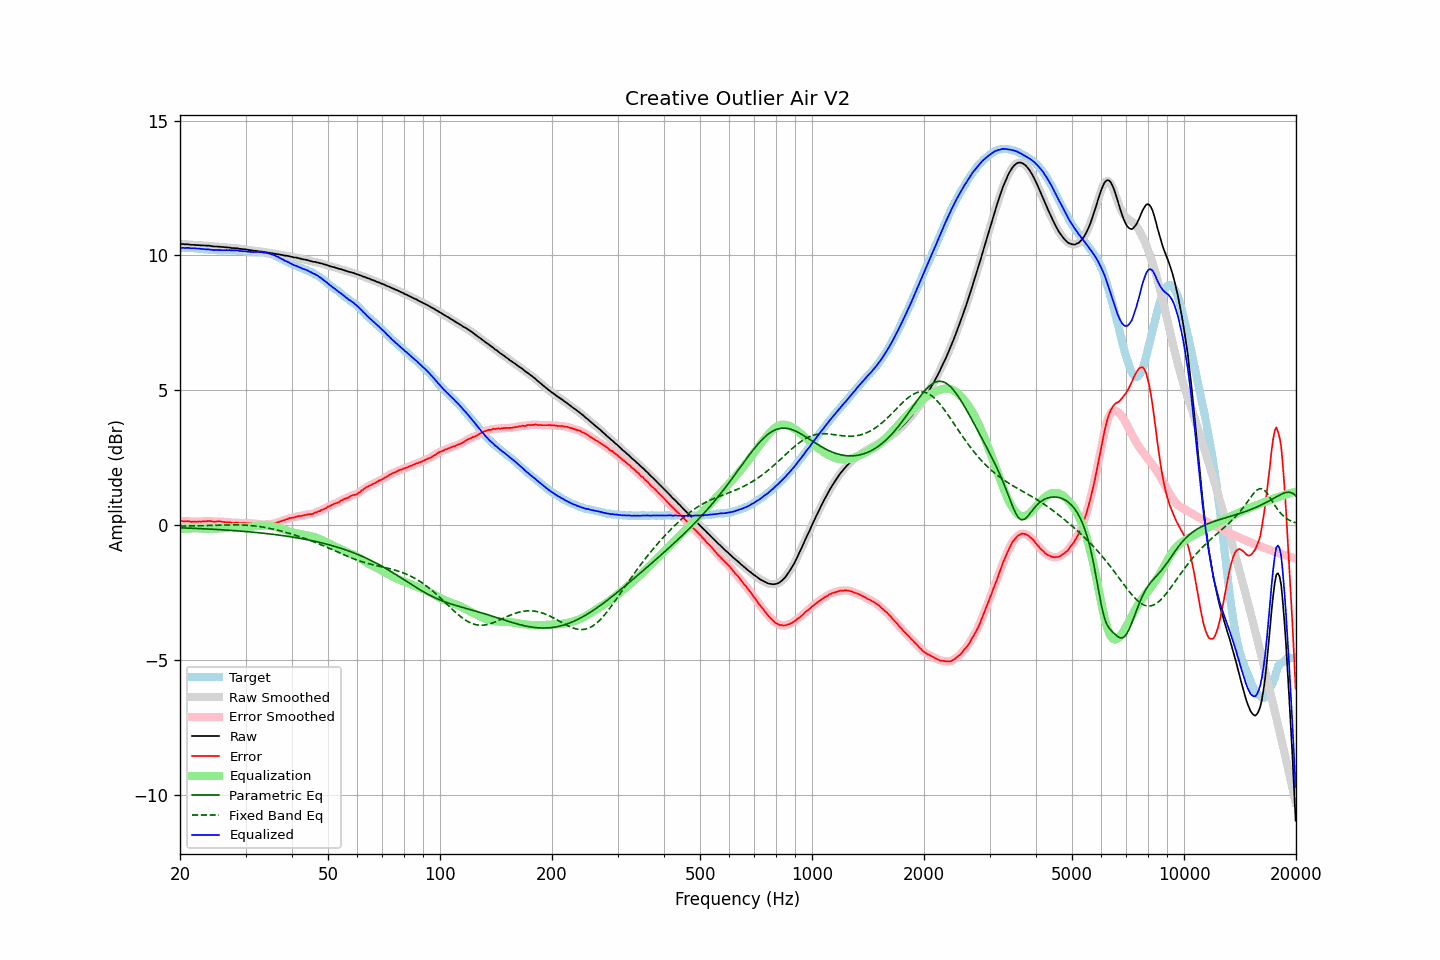 Creative Outlier Air V2
Amplitude (dBr)
15
10
5
0
−5
−10
Target
Raw Smoothed
Error Smoothed
Raw
Error
Equalization
Parametric Eq
Fixed Band Eq
Equalized
20 50 100 200 500 1000 2000 5000 10000 20000
Frequency (Hz)